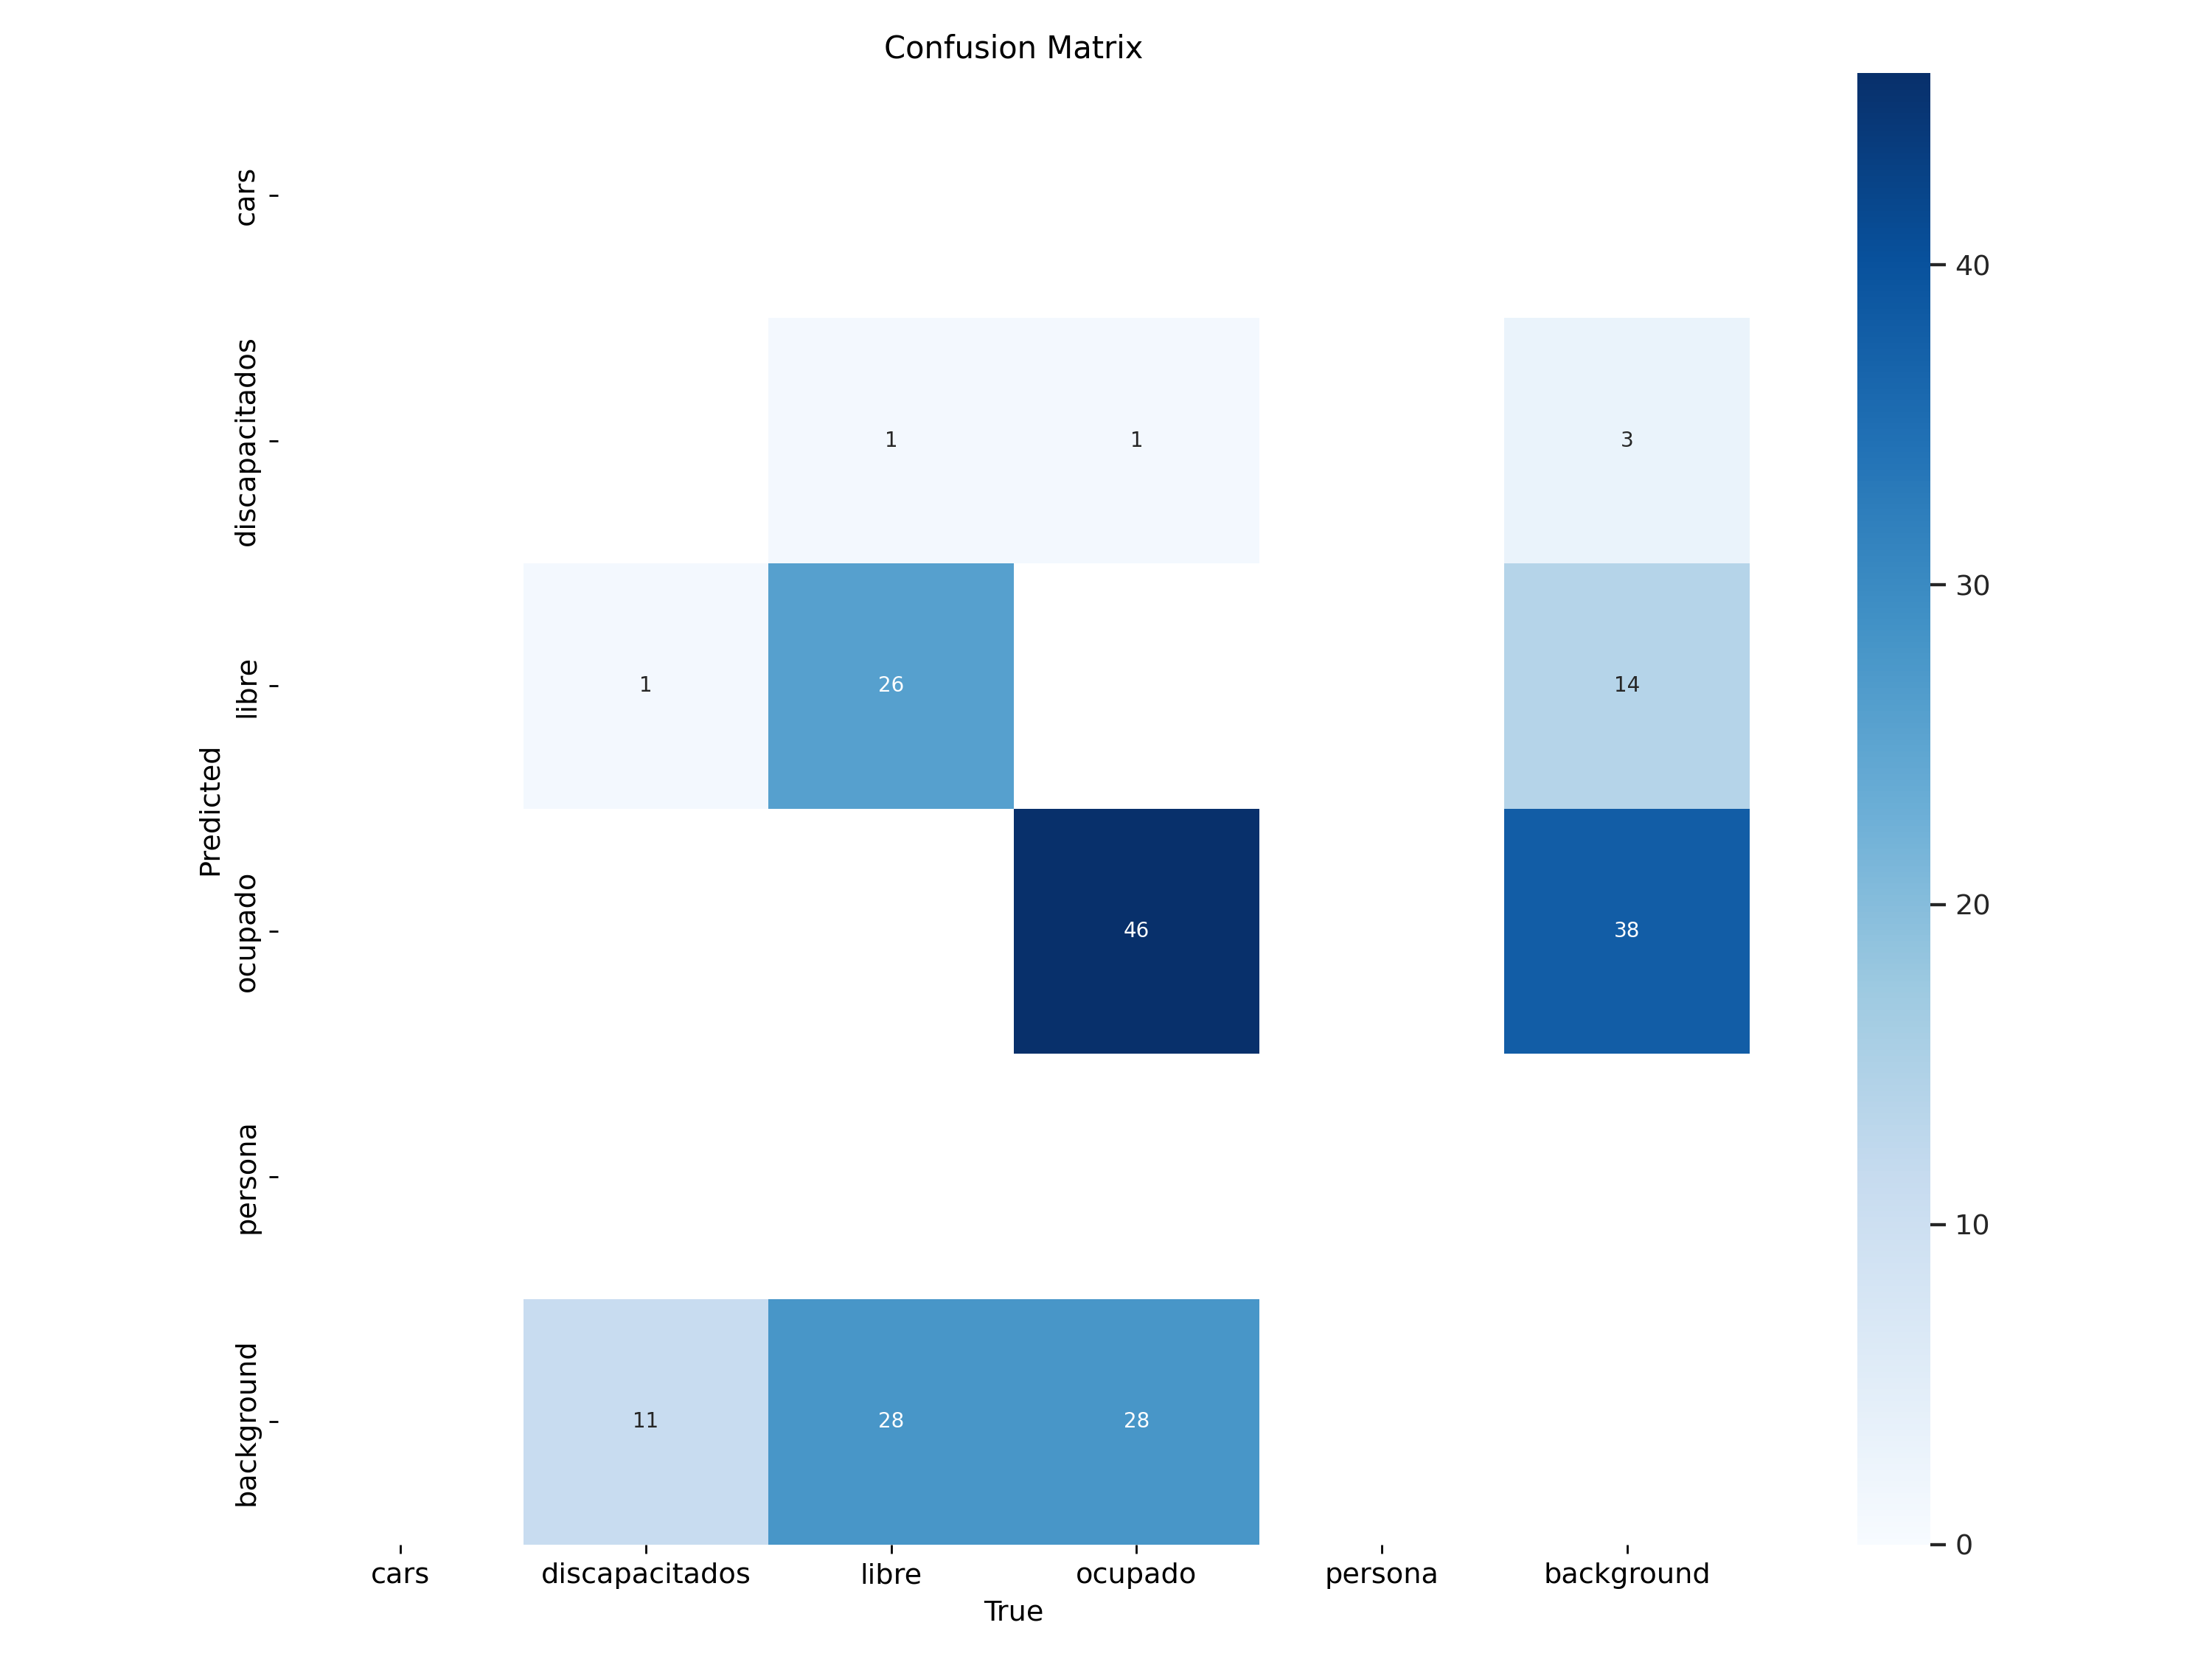 Confusion Matrix
cars
discapacitados
libre
ocupado
persona
background
Predicted
1 1 3
1 26 14
46 38
11 28 28
cars discapacitados libre ocupado persona background
True
40
30
20
10
0